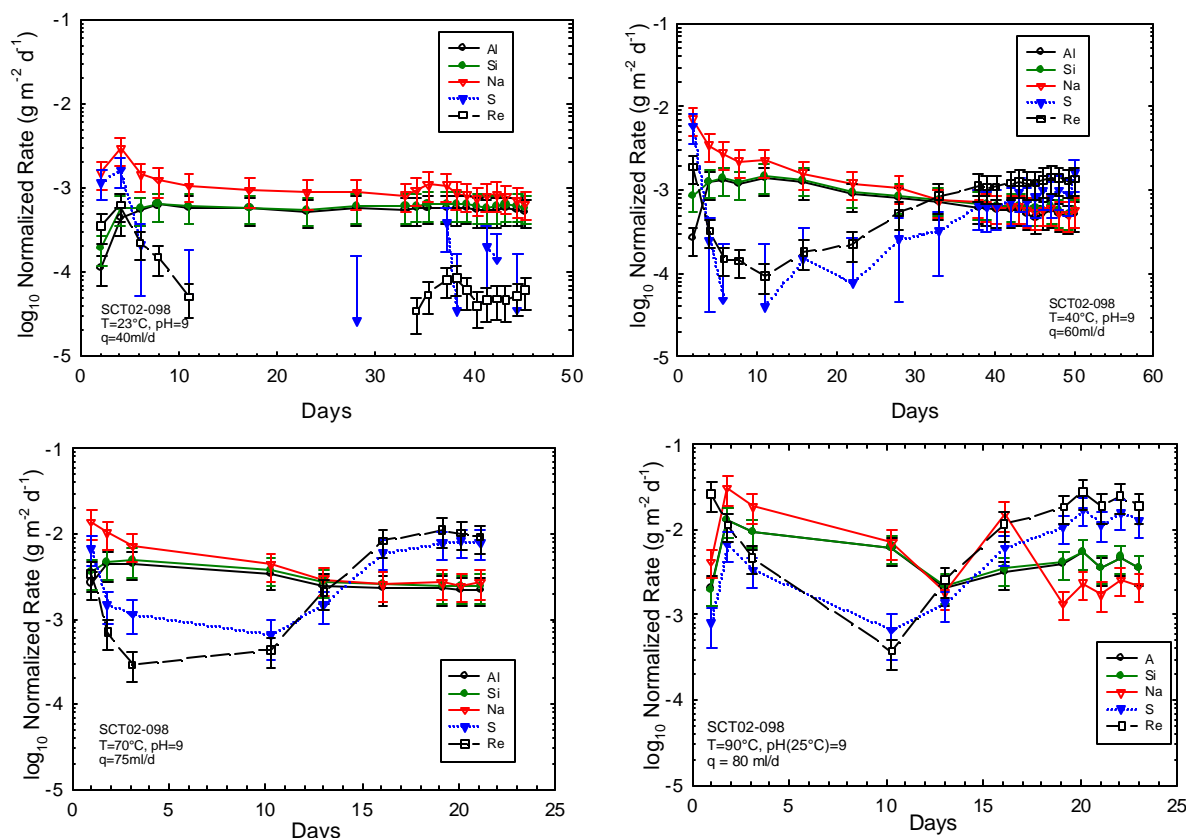 log10 Normalized Rate (g m-2 d-1)
-1
-2
-3
-4
-5
Al
Si
Na
S
Re
SCT02-098
T=23°C, pH=9
q=40ml/d
0 10 20 30 40 50
Days
log10 Normalized Rate (g m-2 d-1)
-1
-2
-3
-4
-5
Al
Si
Na
S
Re
SCT02-098
T=40°C, pH=9
q=60ml/d
0 10 20 30 40 50 60
Days
log10 Normalized Rate (g m-2 d-1)
-1
-2
-3
-4
-5
Al
Si
Na
S
Re
SCT02-098
T=70°C, pH=9
q=75ml/d
0 5 10 15 20 25
Days
log10 Normalized Rate (g m-2 d-1)
-1
-2
-3
-4
-5
A
Si
Na
S
Re
SCT02-098
T=90°C, pH(25°C)=9
q = 80 ml/d
0 5 10 15 20 25
Days